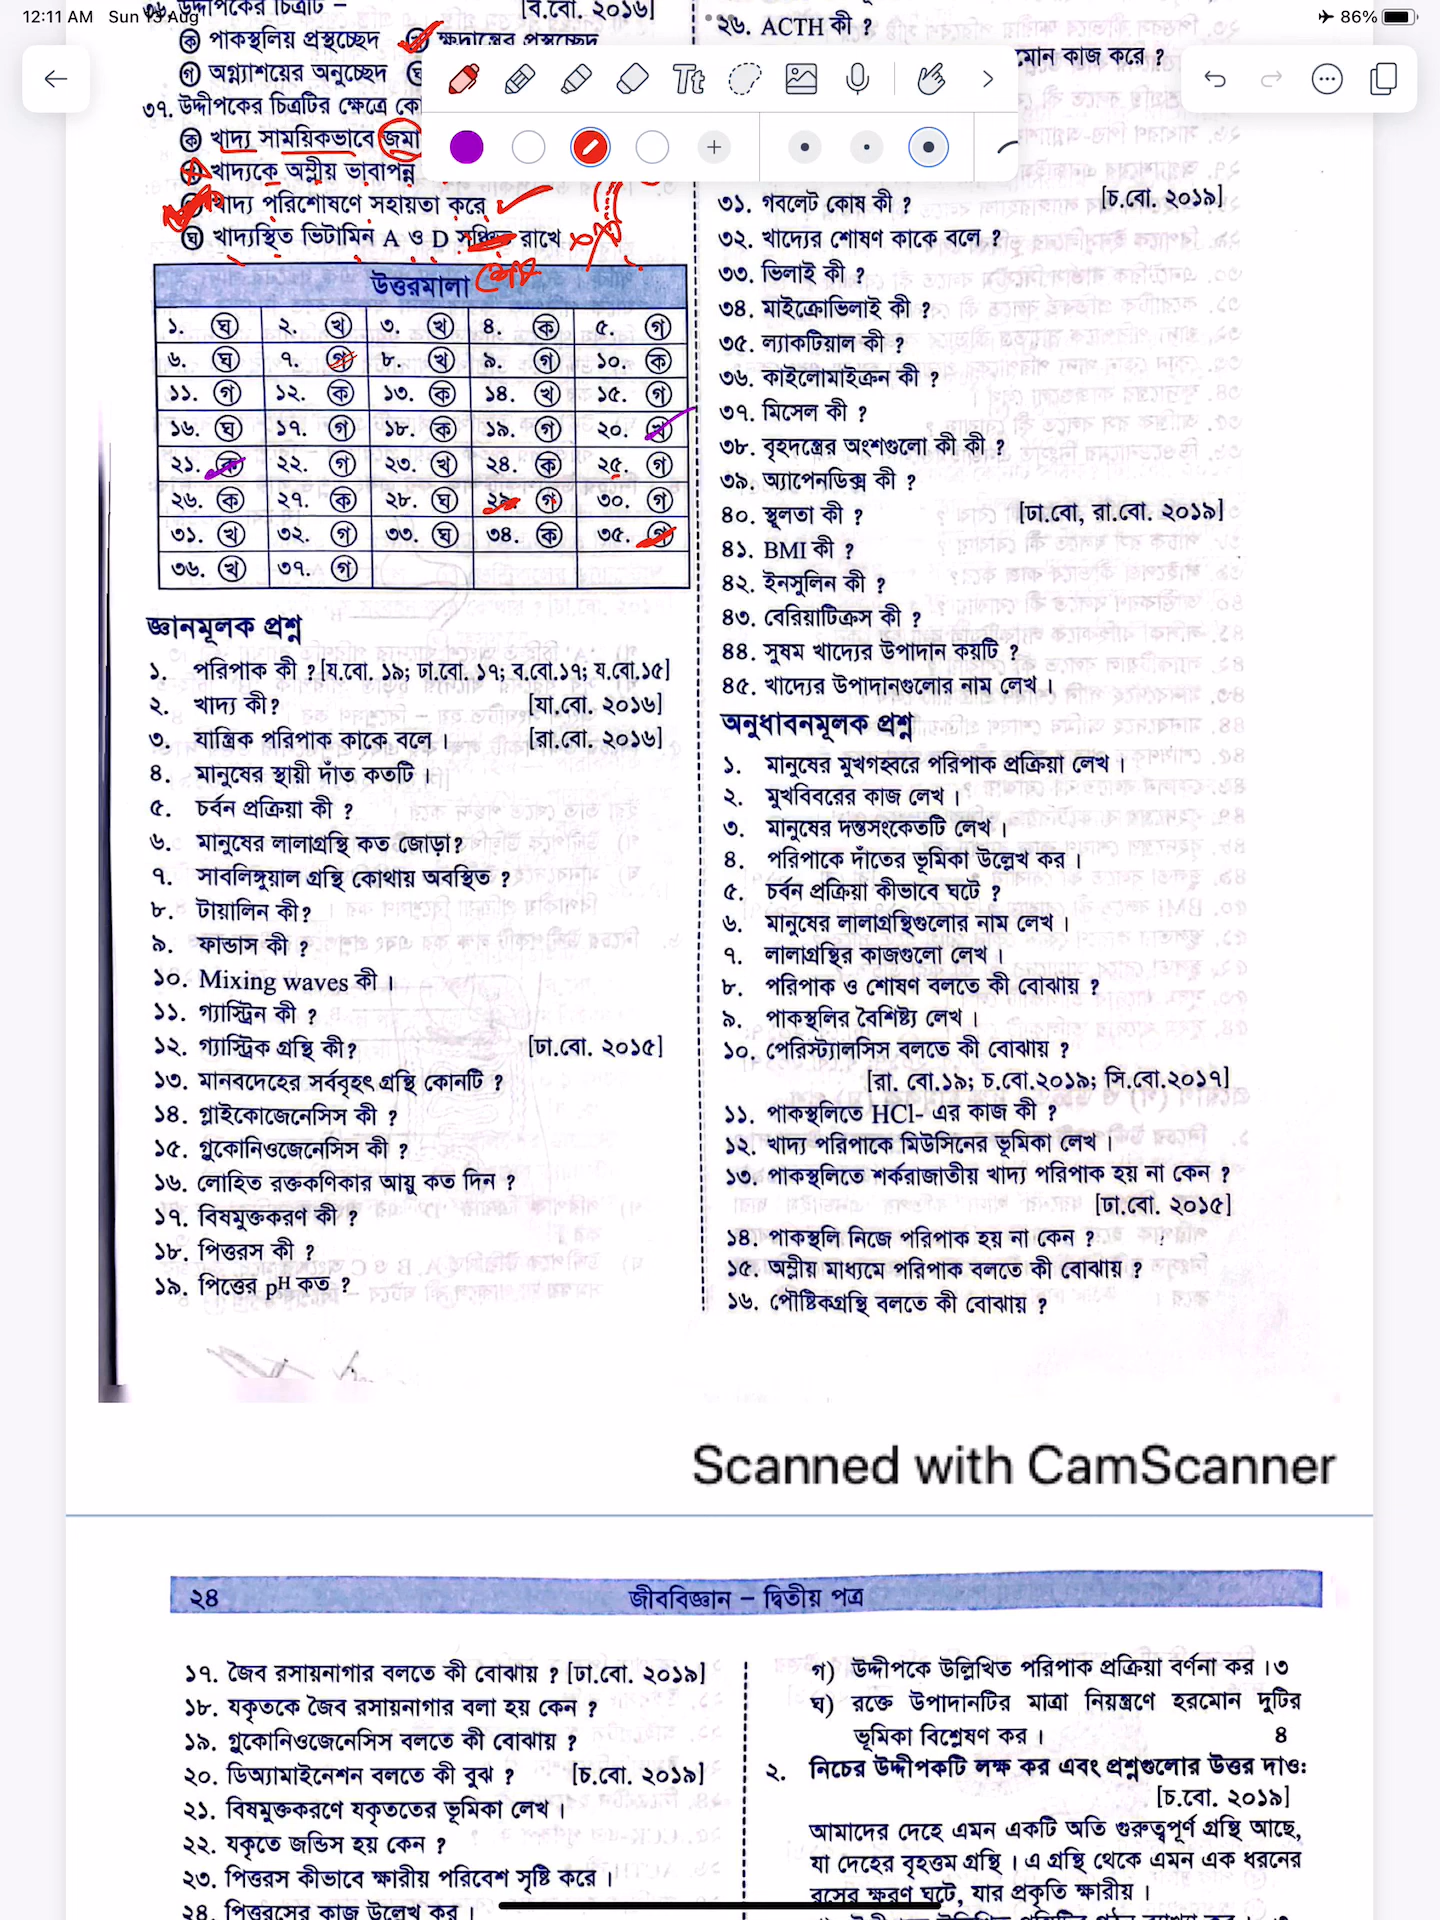 12:11 AM Sun 13 Aug
86%
৩৬. উদ্দীপকের চিত্রটি – [ব.বো. ২০১৬]
ক পাকস্থলিয় প্রস্থচ্ছেদ ক্ষুদ্রান্ত্রের প্রস্থচ্ছেদ
গ অগ্ন্যাশয়ের অনুচ্ছেদ ঘ
৩৭. উদ্দীপকের চিত্রটির ক্ষেত্রে
ক খাদ্য সাময়িকভাবে জমা
খাদ্যকে অম্লীয় ভাবাপন্ন
খাদ্য পরিশোষণে সহায়তা করে
ঘ খাদ্যস্থিত ভিটামিন A ও D সঞ্চিত রাখে
উত্তরমালা
১. ঘ ২. খ ৩. খ ৪. ক ৫. গ
৬. ঘ ৭. গ ৮. খ ৯. গ ১০. ক
১১. গ ১২. ক ১৩. ক ১৪. খ ১৫. গ
১৬. ঘ ১৭. গ ১৮. ক ১৯. গ ২০. খ
২১. ক ২২. গ ২৩. খ ২৪. ক ২৫. গ
২৬. ক ২৭. ক ২৮. ঘ ২৯. গ ৩০. গ
৩১. খ ৩২. গ ৩৩. ঘ ৩৪. ক ৩৫. গ
৩৬. খ ৩৭. গ
জ্ঞানমূলক প্রশ্ন
১. পরিপাক কী ? [য.বো. ১৯; ঢা.বো. ১৭; ব.বো.১৭; য.বো.১৫]
২. খাদ্য কী? [যা.বো. ২০১৬]
৩. যান্ত্রিক পরিপাক কাকে বলে । [রা.বো. ২০১৬]
৪. মানুষের স্থায়ী দাঁত কতটি ।
৫. চর্বন প্রক্রিয়া কী ?
৬. মানুষের লালাগ্রন্থি কত জোড়া?
৭. সাবলিঙ্গুয়াল গ্রন্থি কোথায় অবস্থিত ?
৮. টায়ালিন কী?
৯. ফান্ডাস কী ?
১০. Mixing waves কী ।
১১. গ্যাস্ট্রিন কী ?
১২. গ্যাস্ট্রিক গ্রন্থি কী? [ঢা.বো. ২০১৫]
১৩. মানবদেহের সর্ববৃহৎ গ্রন্থি কোনটি ?
১৪. গ্লাইকোজেনেসিস কী ?
১৫. গ্লুকোনিওজেনেসিস কী ?
১৬. লোহিত রক্তকণিকার আয়ু কত দিন ?
১৭. বিষমুক্তকরণ কী ?
১৮. পিত্তরস কী ?
১৯. পিত্তের pH কত ?
২৬. ACTH কী ?
মোন কাজ করে ?
৩১. গবলেট কোষ কী ? [চ.বো. ২০১৯]
৩২. খাদ্যের শোষণ কাকে বলে ?
৩৩. ভিলাই কী ?
৩৪. মাইক্রোভিলাই কী ?
৩৫. ল্যাকটিয়াল কী ?
৩৬. কাইলোমাইক্রন কী ?
৩৭. মিসেল কী ?
৩৮. বৃহদন্ত্রের অংশগুলো কী কী ?
৩৯. অ্যাপেনডিক্স কী ?
৪০. স্থূলতা কী ? [ঢা.বো, রা.বো. ২০১৯]
৪১. BMI কী ?
৪২. ইনসুলিন কী ?
৪৩. বেরিয়াটিক্রস কী ?
৪৪. সুষম খাদ্যের উপাদান কয়টি ?
৪৫. খাদ্যের উপাদানগুলোর নাম লেখ ।
অনুধাবনমূলক প্রশ্ন
১. মানুষের মুখগহ্বরে পরিপাক প্রক্রিয়া লেখ ।
২. মুখবিবরের কাজ লেখ ।
৩. মানুষের দন্তসংকেতটি লেখ ।
৪. পরিপাকে দাঁতের ভূমিকা উল্লেখ কর ।
৫. চর্বন প্রক্রিয়া কীভাবে ঘটে ?
৬. মানুষের লালাগ্রন্থিগুলোর নাম লেখ ।
৭. লালাগ্রন্থির কাজগুলো লেখ ।
৮. পরিপাক ও শোষণ বলতে কী বোঝায় ?
৯. পাকস্থলির বৈশিষ্ট্য লেখ ।
১০. পেরিস্ট্যালসিস বলতে কী বোঝায় ?
[রা. বো.১৯; চ.বো.২০১৯; সি.বো.২০১৭]
১১. পাকস্থলিতে HCl- এর কাজ কী ?
১২. খাদ্য পরিপাকে মিউসিনের ভূমিকা লেখ ।
১৩. পাকস্থলিতে শর্করাজাতীয় খাদ্য পরিপাক হয় না কেন ?
[ঢা.বো. ২০১৫]
১৪. পাকস্থলি নিজে পরিপাক হয় না কেন ?
১৫. অম্লীয় মাধ্যমে পরিপাক বলতে কী বোঝায় ?
১৬. পৌষ্টিকগ্রন্থি বলতে কী বোঝায় ?
Scanned with CamScanner
২৪ জীববিজ্ঞান – দ্বিতীয় পত্র
১৭. জৈব রসায়নাগার বলতে কী বোঝায় ? [ঢা.বো. ২০১৯]
১৮. যকৃতকে জৈব রসায়নাগার বলা হয় কেন ?
১৯. গ্লুকোনিওজেনেসিস বলতে কী বোঝায় ?
২০. ডিঅ্যামাইনেশন বলতে কী বুঝ ? [চ.বো. ২০১৯]
২১. বিষমুক্তকরণে যকৃততের ভূমিকা লেখ ।
২২. যকৃতে জন্ডিস হয় কেন ?
২৩. পিত্তরস কীভাবে ক্ষারীয় পরিবেশ সৃষ্টি করে ।
২৪. পিত্তরসের কাজ উল্লেখ কর ।
গ) উদ্দীপকে উল্লিখিত পরিপাক প্রক্রিয়া বর্ণনা কর । ৩
ঘ) রক্তে উপাদানটির মাত্রা নিয়ন্ত্রণে হরমোন দুটির
ভূমিকা বিশ্লেষণ কর । ৪
২. নিচের উদ্দীপকটি লক্ষ কর এবং প্রশ্নগুলোর উত্তর দাও:
[চ.বো. ২০১৯]
আমাদের দেহে এমন একটি অতি গুরুত্বপূর্ণ গ্রন্থি আছে,
যা দেহের বৃহত্তম গ্রন্থি । এ গ্রন্থি থেকে এমন এক ধরনের
রসের ক্ষরণ ঘটে, যার প্রকৃতি ক্ষারীয় ।